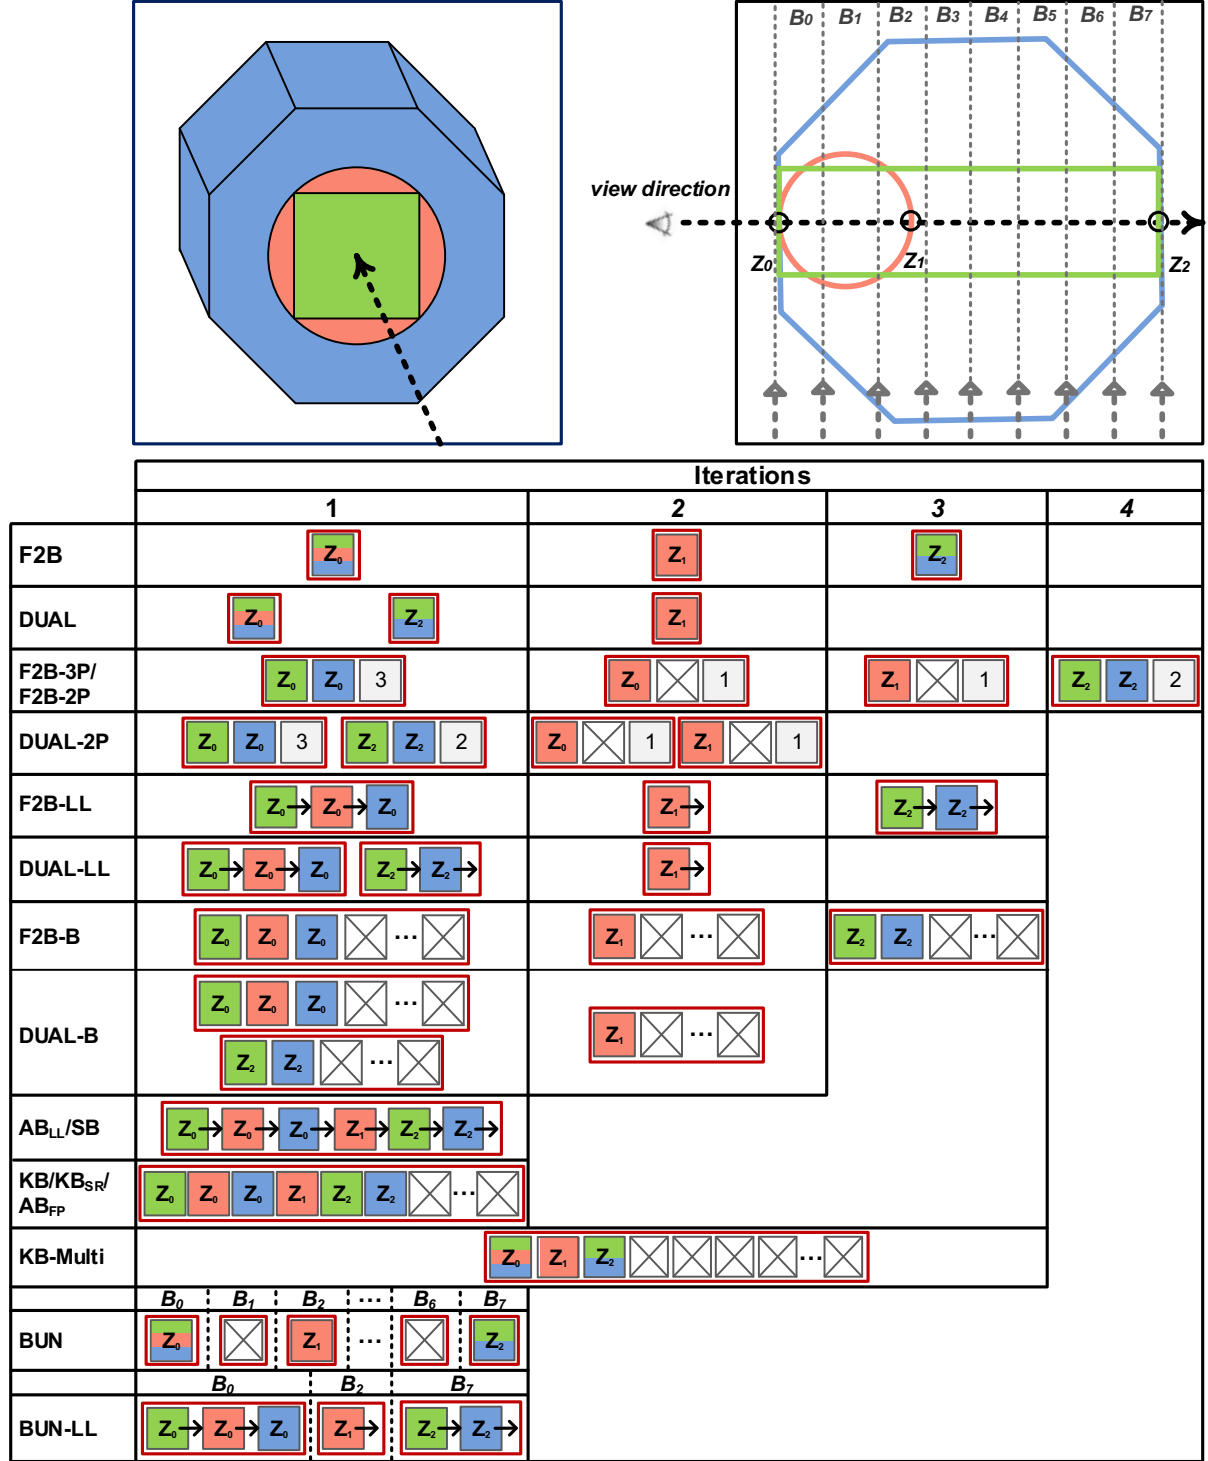 B0 B1 B2 B3 B4 B5 B6 B7
view direction
Z0 Z1 Z2
Iterations
1 2 3 4
F2B Z0 Z1 Z2
DUAL Z0 Z2 Z1
F2B-3P/
F2B-2P
Z0 Z0 3 Z0 1 Z1 1 Z2 Z2 2
DUAL-2P Z0 Z0 3 Z2 Z2 2 Z0 1 Z1 1
F2B-LL Z0 Z0 Z0 Z1 Z2 Z2
DUAL-LL Z0 Z0 Z0 Z2 Z2 Z1
F2B-B Z0 Z0 Z0 ... Z1 ... Z2 Z2 ...
Z0 Z0 Z0 ...
DUAL-B Z1 ...
Z2 Z2 ...
ABLL/SB Z0 Z0 Z0 Z1 Z2 Z2
KB/KBSR/
ABFP
Z0 Z0 Z0 Z1 Z2 Z2 ...
KB-Multi Z0 Z1 Z2 ...
B0 B1 B2 ... B6 B7
BUN Z0 Z1 ... Z2
B0 B2 B7
BUN-LL Z0 Z0 Z0 Z1 Z2 Z2